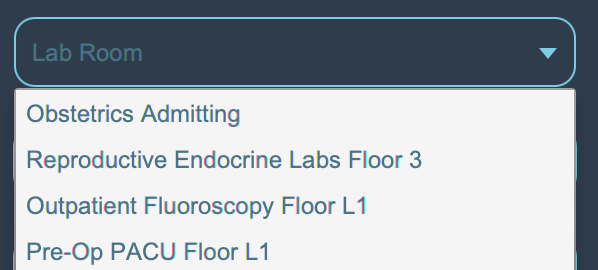 Lab Room
Obstetrics Admitting
Reproductive Endocrine Labs Floor 3
Outpatient Fluoroscopy Floor L1
Pre-Op PACU Floor L1